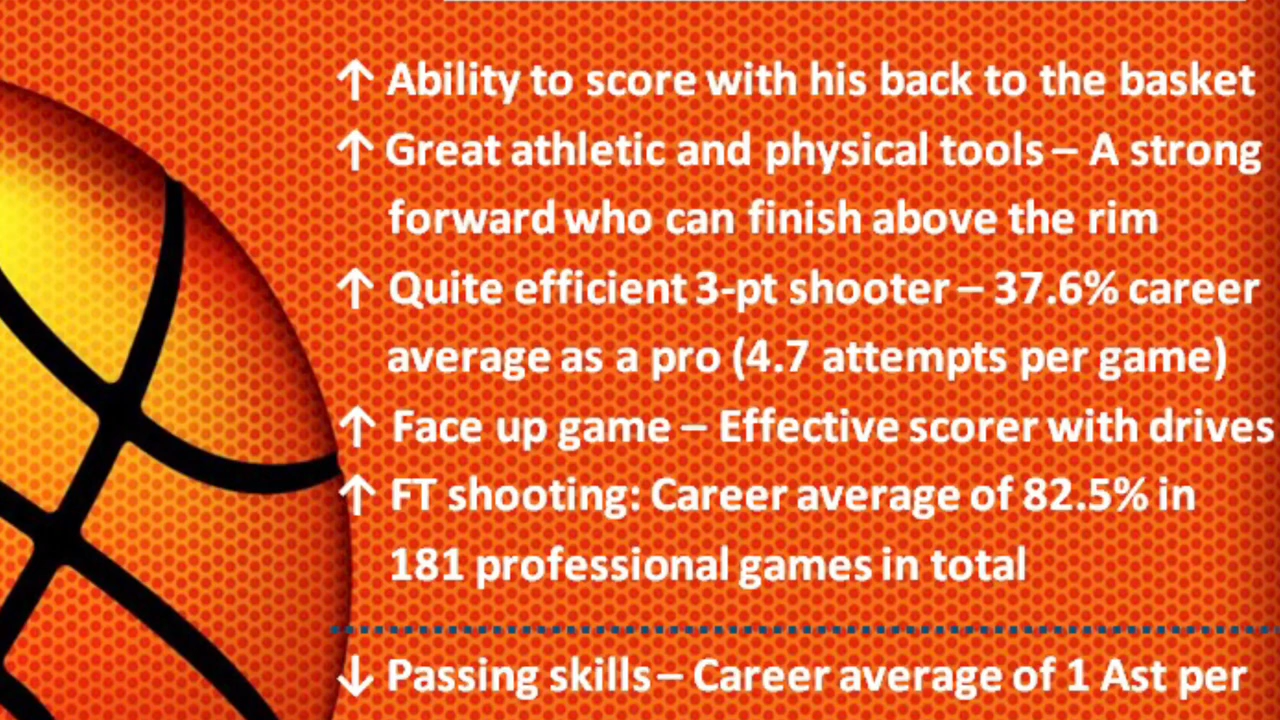 ↑ Ability to score with his back to the basket
↑ Great athletic and physical tools – A strong
forward who can finish above the rim
↑ Quite efficient 3-pt shooter – 37.6% career
average as a pro (4.7 attempts per game)
↑ Face up game – Effective scorer with drives
↑ FT shooting: Career average of 82.5% in
181 professional games in total
↓ Passing skills – Career average of 1 Ast per